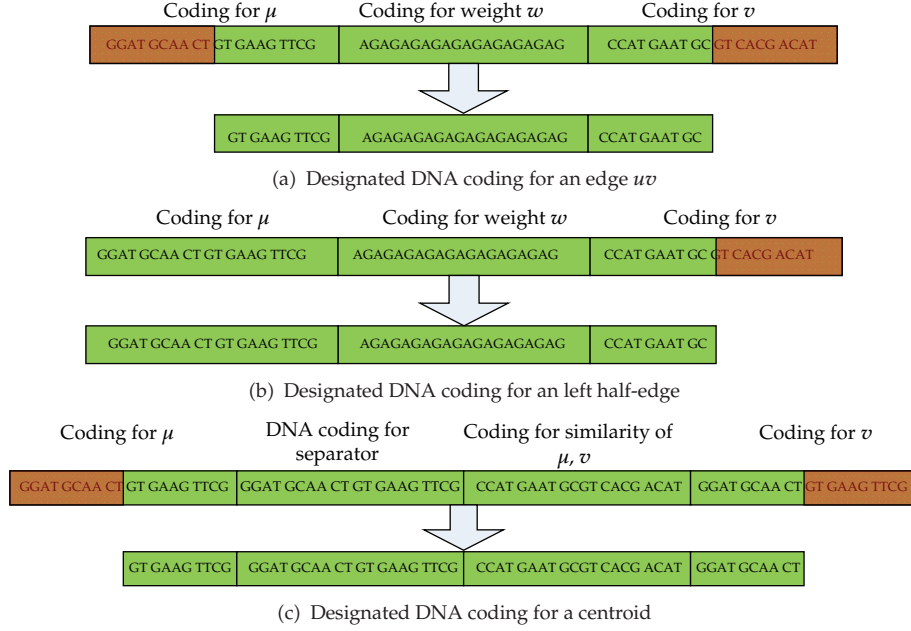 Coding for μ Coding for weight w Coding for v
GGAT GCAA CT GT GAAG TTCG AGAGAGAGAGAGAGAGAGAG CCAT GAAT GC GT CACG ACAT
GT GAAG TTCG AGAGAGAGAGAGAGAGAGAG CCAT GAAT GC
(a) Designated DNA coding for an edge uv
Coding for μ Coding for weight w Coding for v
GGAT GCAA CT GT GAAG TTCG AGAGAGAGAGAGAGAGAGAG CCAT GAAT GC GT CACG ACAT
GGAT GCAA CT GT GAAG TTCG AGAGAGAGAGAGAGAGAGAG CCAT GAAT GC
(b) Designated DNA coding for an left half-edge
Coding for μ DNA coding for separator Coding for similarity of μ, v Coding for v
GGAT GCAA CT GT GAAG TTCG GGAT GCAA CT GT GAAG TTCG CCAT GAAT GCGT CACG ACAT GGAT GCAA CT GT GAAG TTCG
GT GAAG TTCG GGAT GCAA CT GT GAAG TTCG CCAT GAAT GCGT CACG ACAT GGAT GCAA CT
(c) Designated DNA coding for a centroid